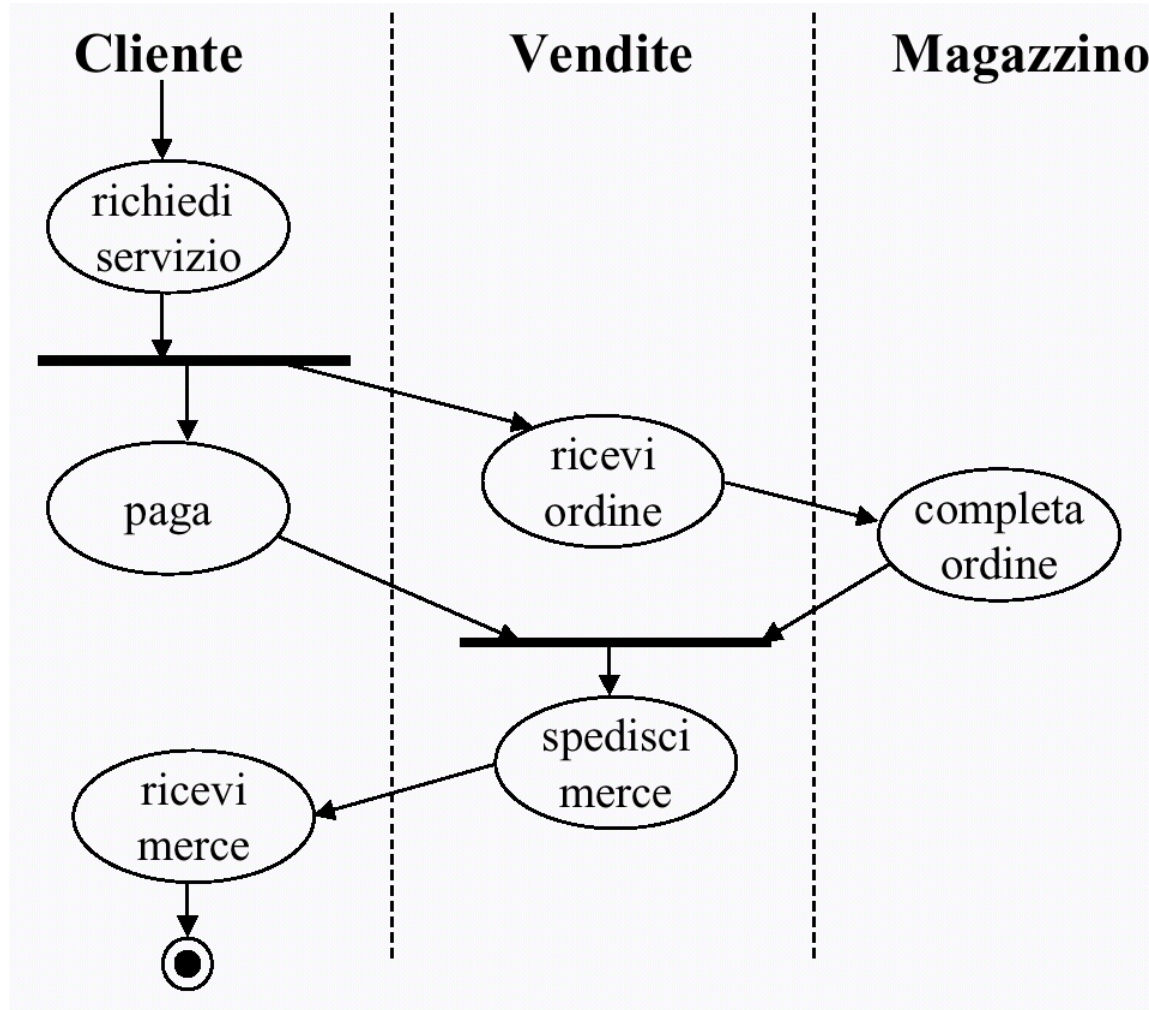 Cliente
Vendite
Magazzino
richiedi
servizio
paga
ricevi
ordine
completa
ordine
spedisci
merce
ricevi
merce